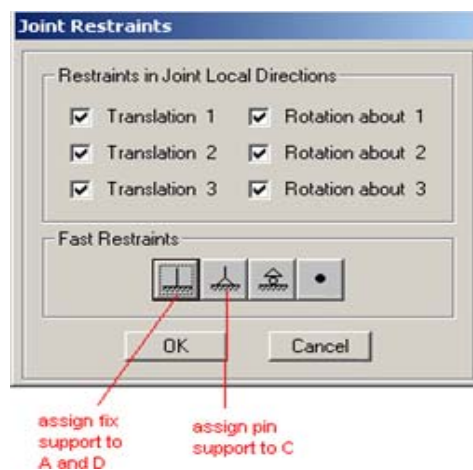 Joint Restraints
Restraints in Joint Local Directions
Translation 1 Rotation about 1
Translation 2 Rotation about 2
Translation 3 Rotation about 3
Fast Restraints
OK Cancel
assign fix
support to
A and D
assign pin
support to C